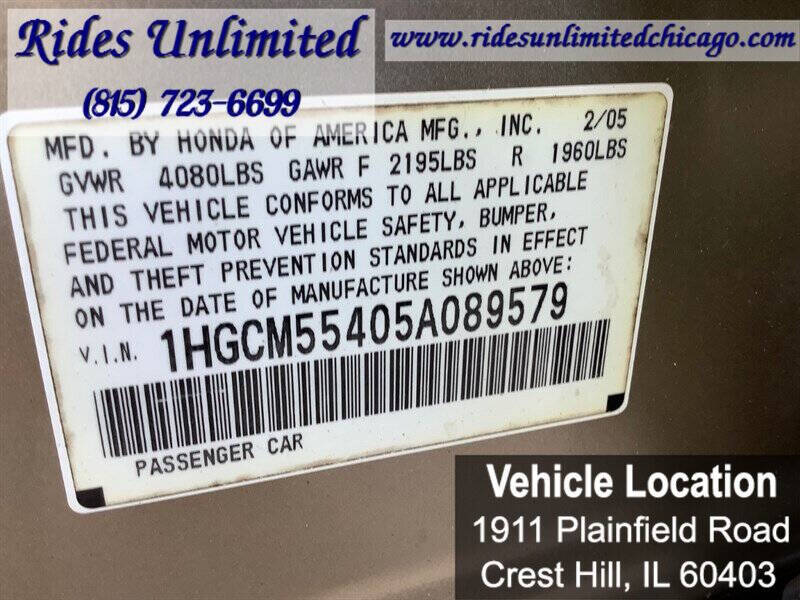 Rides Unlimited
www.ridesunlimitedchicago.com
(815) 723-6699
MFD. BY HONDA OF AMERICA MFG., INC. 2/05
GVWR 4080LBS GAWR F 2195LBS R 1960LBS
THIS VEHICLE CONFORMS TO ALL APPLICABLE
FEDERAL MOTOR VEHICLE SAFETY, BUMPER,
AND THEFT PREVENTION STANDARDS IN EFFECT
ON THE DATE OF MANUFACTURE SHOWN ABOVE:
V.I.N. 1HGCM55405A089579
PASSENGER CAR
Vehicle Location
1911 Plainfield Road
Crest Hill, IL 60403